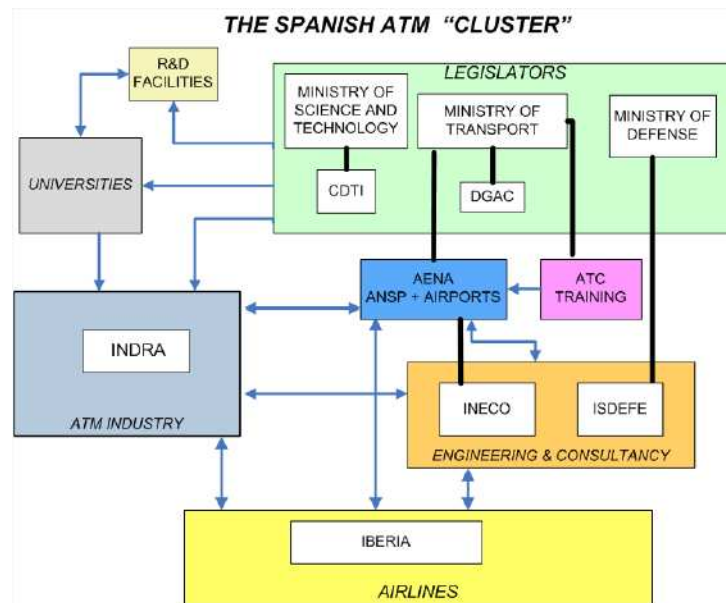 THE SPANISH ATM “CLUSTER”
R&D
FACILITIES
LEGISLATORS
MINISTRY OF
SCIENCE AND
TECHNOLOGY
MINISTRY OF
TRANSPORT
MINISTRY OF
DEFENSE
UNIVERSITIES
CDTI
DGAC
AENA
ANSP + AIRPORTS
ATC
TRAINING
INDRA
ATM INDUSTRY
INECO
ISDEFE
ENGINEERING & CONSULTANCY
IBERIA
AIRLINES